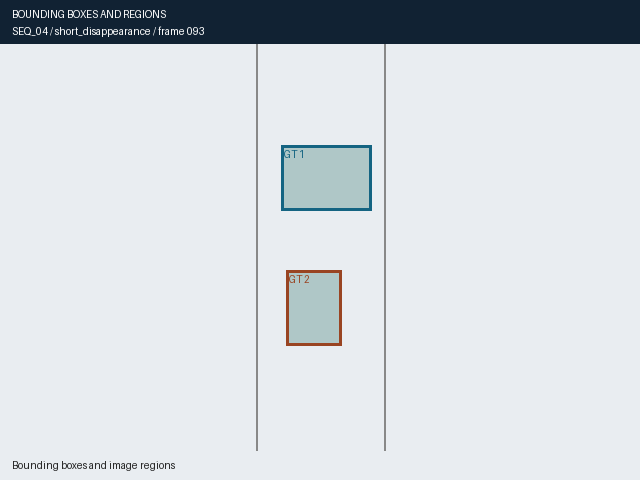 BOUNDING BOXES AND REGIONS
SEQ_04 / short_disappearance / frame 093
GT1
GT2
Bounding boxes and image regions